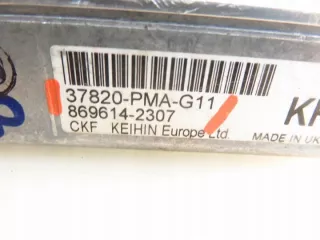 37820-PMA-G11
869614-2307
CKF KEIHIN Europe Ltd.
MADE IN UK